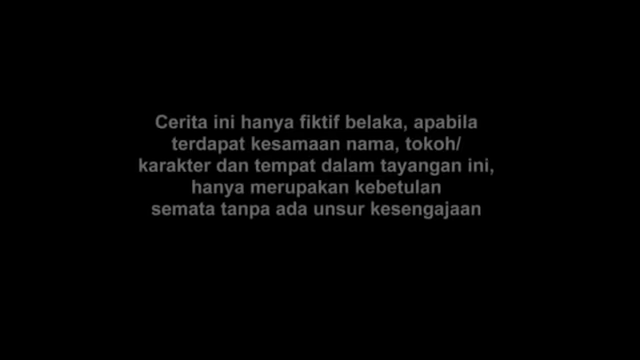 Cerita ini hanya fiktif belaka, apabila
terdapat kesamaan nama, tokoh/
karakter dan tempat dalam tayangan ini,
hanya merupakan kebetulan
semata tanpa ada unsur kesengajaan